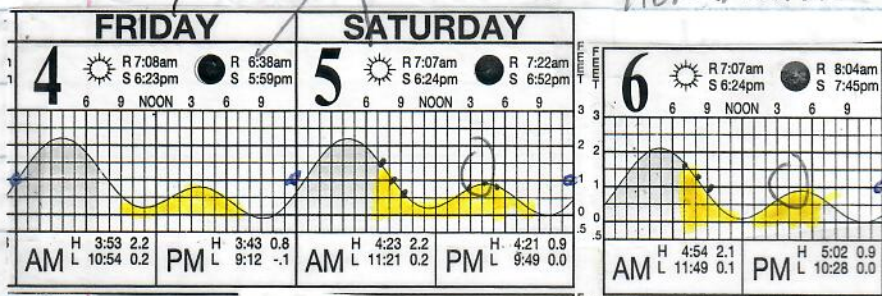 FRIDAY
SATURDAY
4
R 7:08am
S 6:23pm
R 6:38am
S 5:59pm
6 9 NOON 3 6 9
5
R 7:07am
S 6:24pm
R 7:22am
S 6:52pm
6 9 NOON 3 6 9
FEET
3
2
1
0
.5
FEET
3
2
1
0
.5
6
R 7:07am
S 6:24pm
R 8:04am
S 7:45pm
6 9 NOON 3 6 9
AM H 3:53 2.2
L 10:54 0.2
PM H 3:43 0.8
L 9:12 -.1
AM H 4:23 2.2
L 11:21 0.2
PM H 4:21 0.9
L 9:49 0.0
AM H 4:54 2.1
L 11:49 0.1
PM H 5:02 0.9
L 10:28 0.0